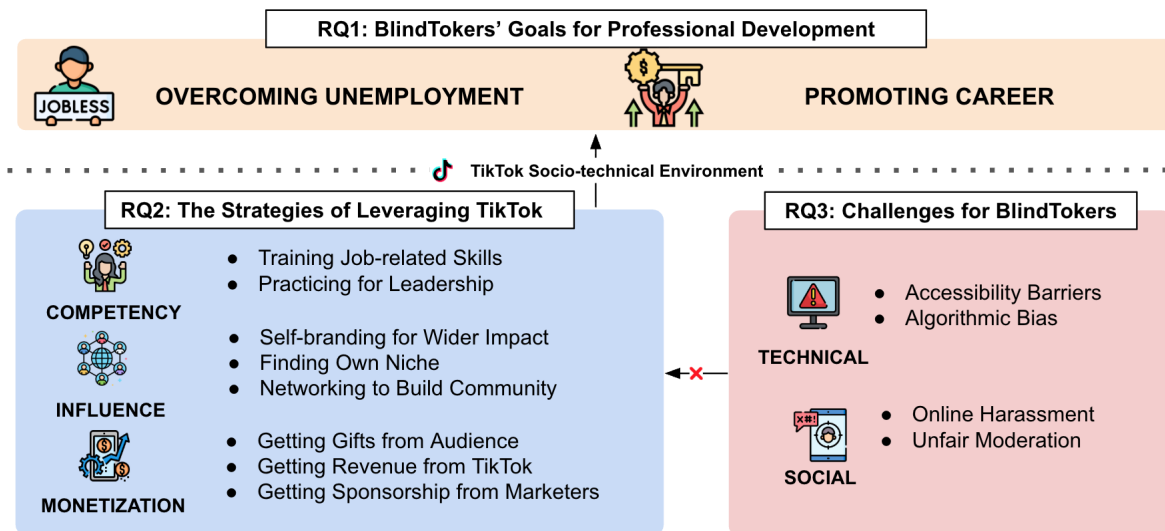 RQ1: BlindTokers' Goals for Professional Development
JOBLESS
OVERCOMING UNEMPLOYMENT
$
PROMOTING CAREER
TikTok Socio-technical Environment
RQ2: The Strategies of Leveraging TikTok
COMPETENCY
● Training Job-related Skills
● Practicing for Leadership
INFLUENCE
● Self-branding for Wider Impact
● Finding Own Niche
● Networking to Build Community
MONETIZATION
● Getting Gifts from Audience
● Getting Revenue from TikTok
● Getting Sponsorship from Marketers
RQ3: Challenges for BlindTokers
TECHNICAL
● Accessibility Barriers
● Algorithmic Bias
x#!
SOCIAL
● Online Harassment
● Unfair Moderation